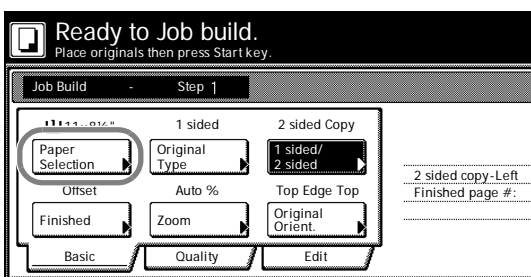 Ready to Job build.
Place originals then press Start key.
Job Build - Step 1
11x8½" 1 sided 2 sided Copy
Paper Selection
Original Type
1 sided/ 2 sided
2 sided copy-Left
Offset Auto % Top Edge Top
Finished page #:
Finished
Zoom
Original Orient.
Basic Quality Edit